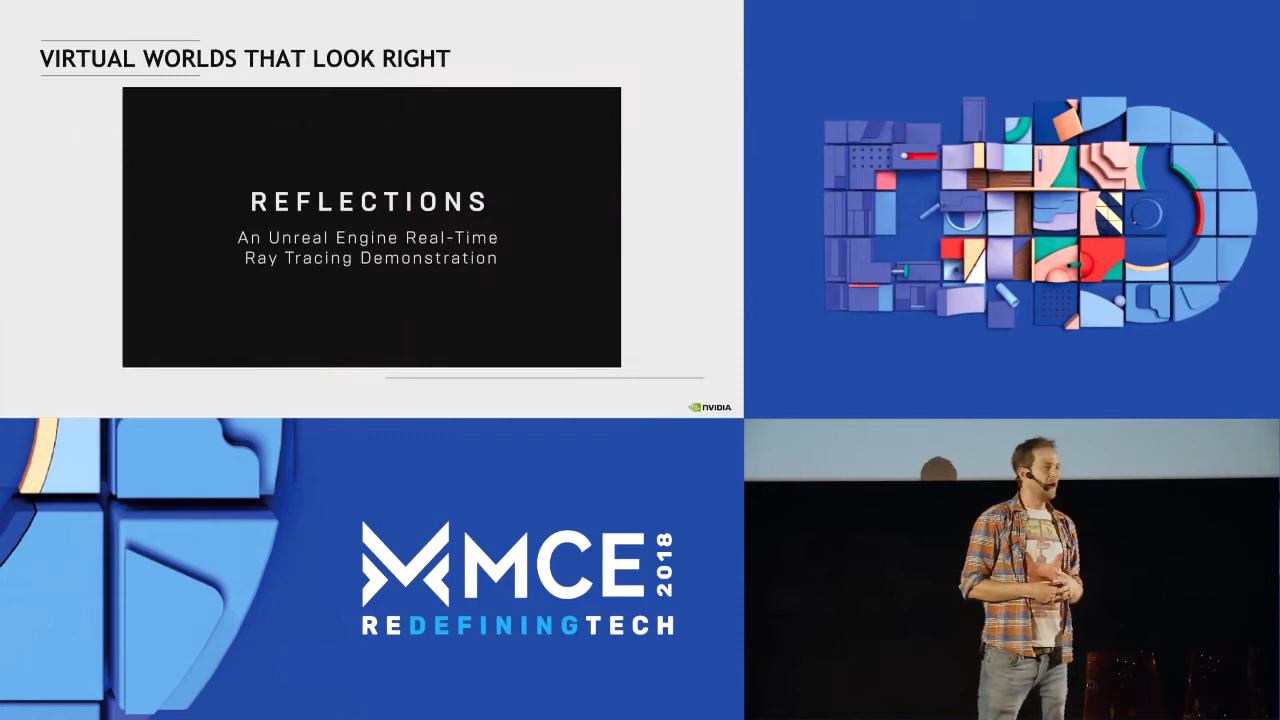 VIRTUAL WORLDS THAT LOOK RIGHT
REFLECTIONS
An Unreal Engine Real-Time
Ray Tracing Demonstration
NVIDIA
MCE 2018
REDEFININGTECH